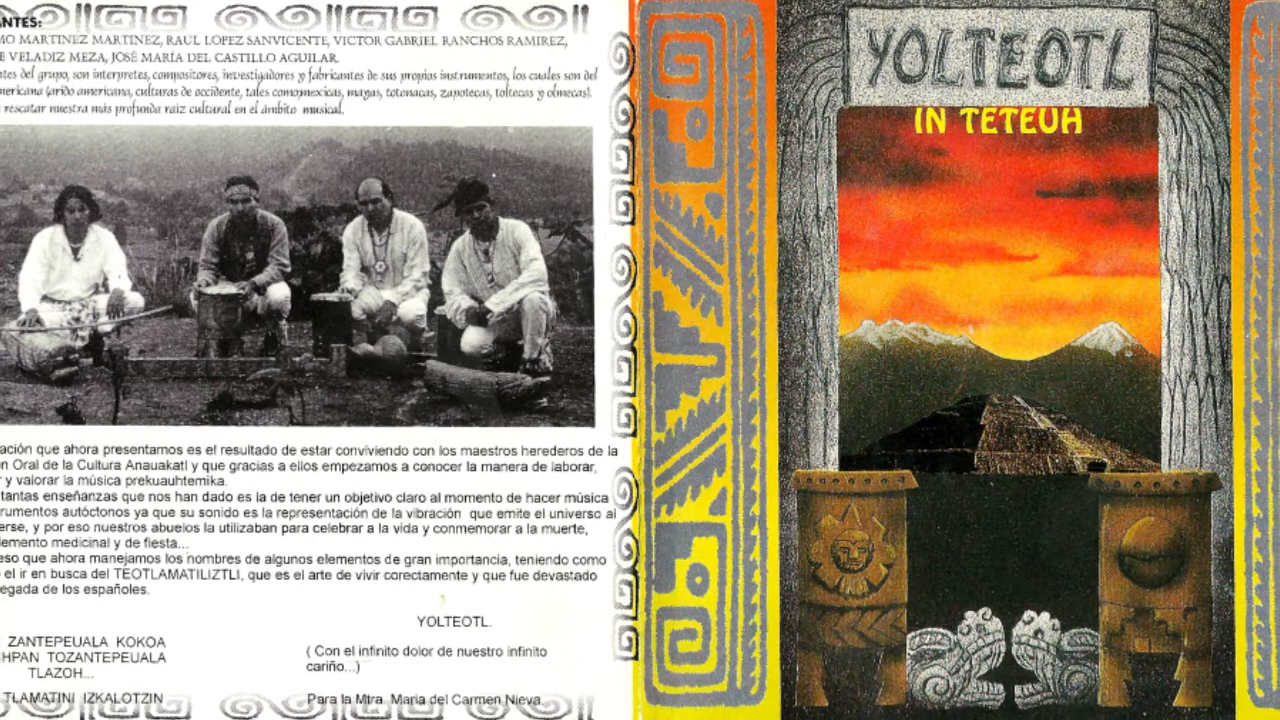 ANTES:
MO MARTINEZ MARTINEZ, RAUL LOPEZ SANVICENTE, VICTOR GABRIEL RANCHOS RAMIREZ,
E VELADIZ MEZA, JOSÉ MARÍA DEL CASTILLO AGUILAR.
ntes del grupo, son interpretes, compositores, investigadores y fabricantes de sus propios instrumentos, los cuales son del
mericana (arido americana, culturas de occidente, tales como;mexicas, mayas, totonacas, zapotecas, toltecas y olmecas).
rescatar nuestra más profunda raíz cultural en el ámbito musical.
ación que ahora presentamos es el resultado de estar conviviendo con los maestros herederos de la
n Oral de la Cultura Anauakatl y que gracias a ellos empezamos a conocer la manera de laborar,
r y valorar la música prekuauhtemika.
tantas enseñanzas que nos han dado es la de tener un objetivo claro al momento de hacer música
trumentos autóctonos ya que su sonido es la representación de la vibración que emite el universo al
erse, y por eso nuestros abuelos la utilizaban para celebrar a la vida y conmemorar a la muerte,
lemento medicinal y de fiesta...
eso que ahora manejamos los nombres de algunos elementos de gran importancia, teniendo como
o el ir en busca del TEOTLAMATILIZTLI, que es el arte de vivir corectamente y que fue devastado
egada de los españoles.
YOLTEOTL.
ZANTEPEUALA KOKOA
HPAN TOZANTEPEUALA
TLAZOH...
( Con el infinito dolor de nuestro infinito
cariño...)
TLAMATINI IZKALOTZIN
Para la Mtra. Maria del Carmen Nieva.
YOLTEOTL
IN TETEUH